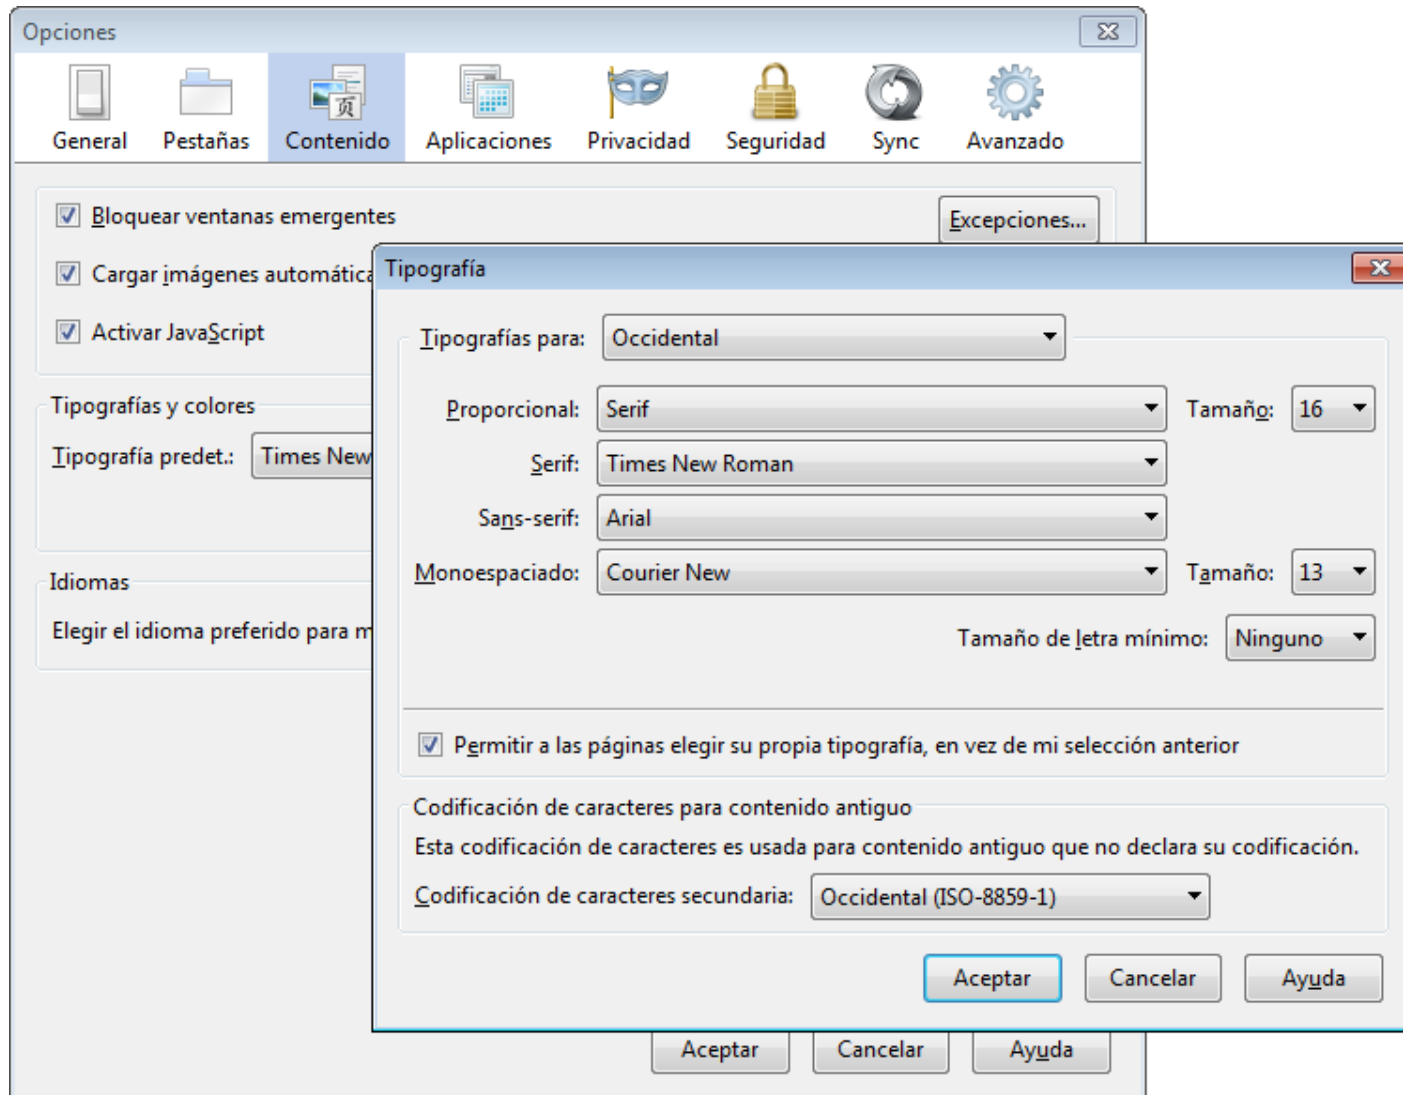 Opciones
General Pestañas Contenido Aplicaciones Privacidad Seguridad Sync Avanzado
页
Bloquear ventanas emergentes Excepciones...
Cargar imágenes
Activar JavaScript
Tipografías y colores
Tipografía predet.: Times New
Idiomas
Elegir el idioma preferido para
Aceptar Cancelar Ayuda
Tipografía
Tipografías para: Occidental
Proporcional: Serif Tamaño: 16
Serif: Times New Roman
Sans-serif: Arial
Monoespaciado: Courier New Tamaño: 13
Tamaño de letra mínimo: Ninguno
Permitir a las páginas elegir su propia tipografía, en vez de mi selección anterior
Codificación de caracteres para contenido antiguo
Esta codificación de caracteres es usada para contenido antiguo que no declara su codificación.
Codificación de caracteres secundaria: Occidental (ISO-8859-1)
Aceptar Cancelar Ayuda